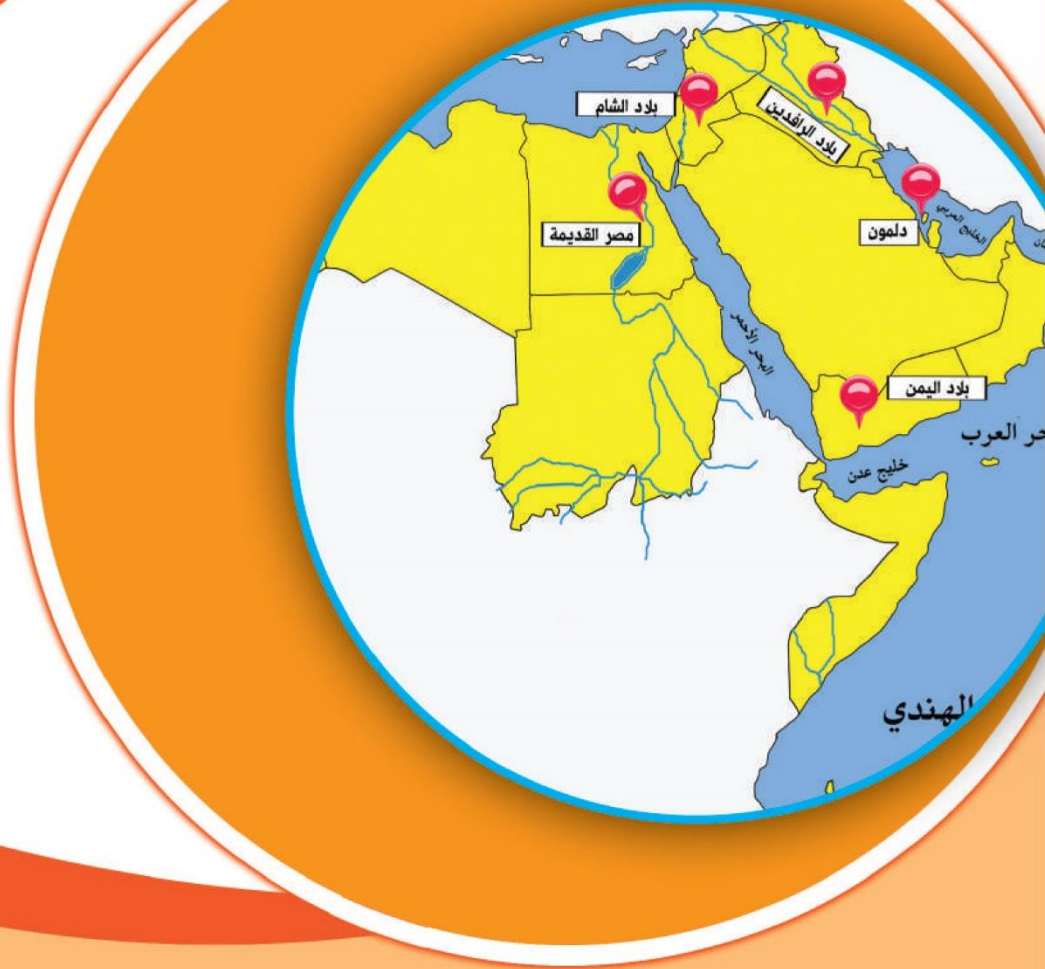 بلاد الشام
بلاد الرافدين
مصر القديمة
دلمون
الخليج العربي
البحر الأحمر
بلاد اليمن
خليج عدن
حر العرب
الهندي